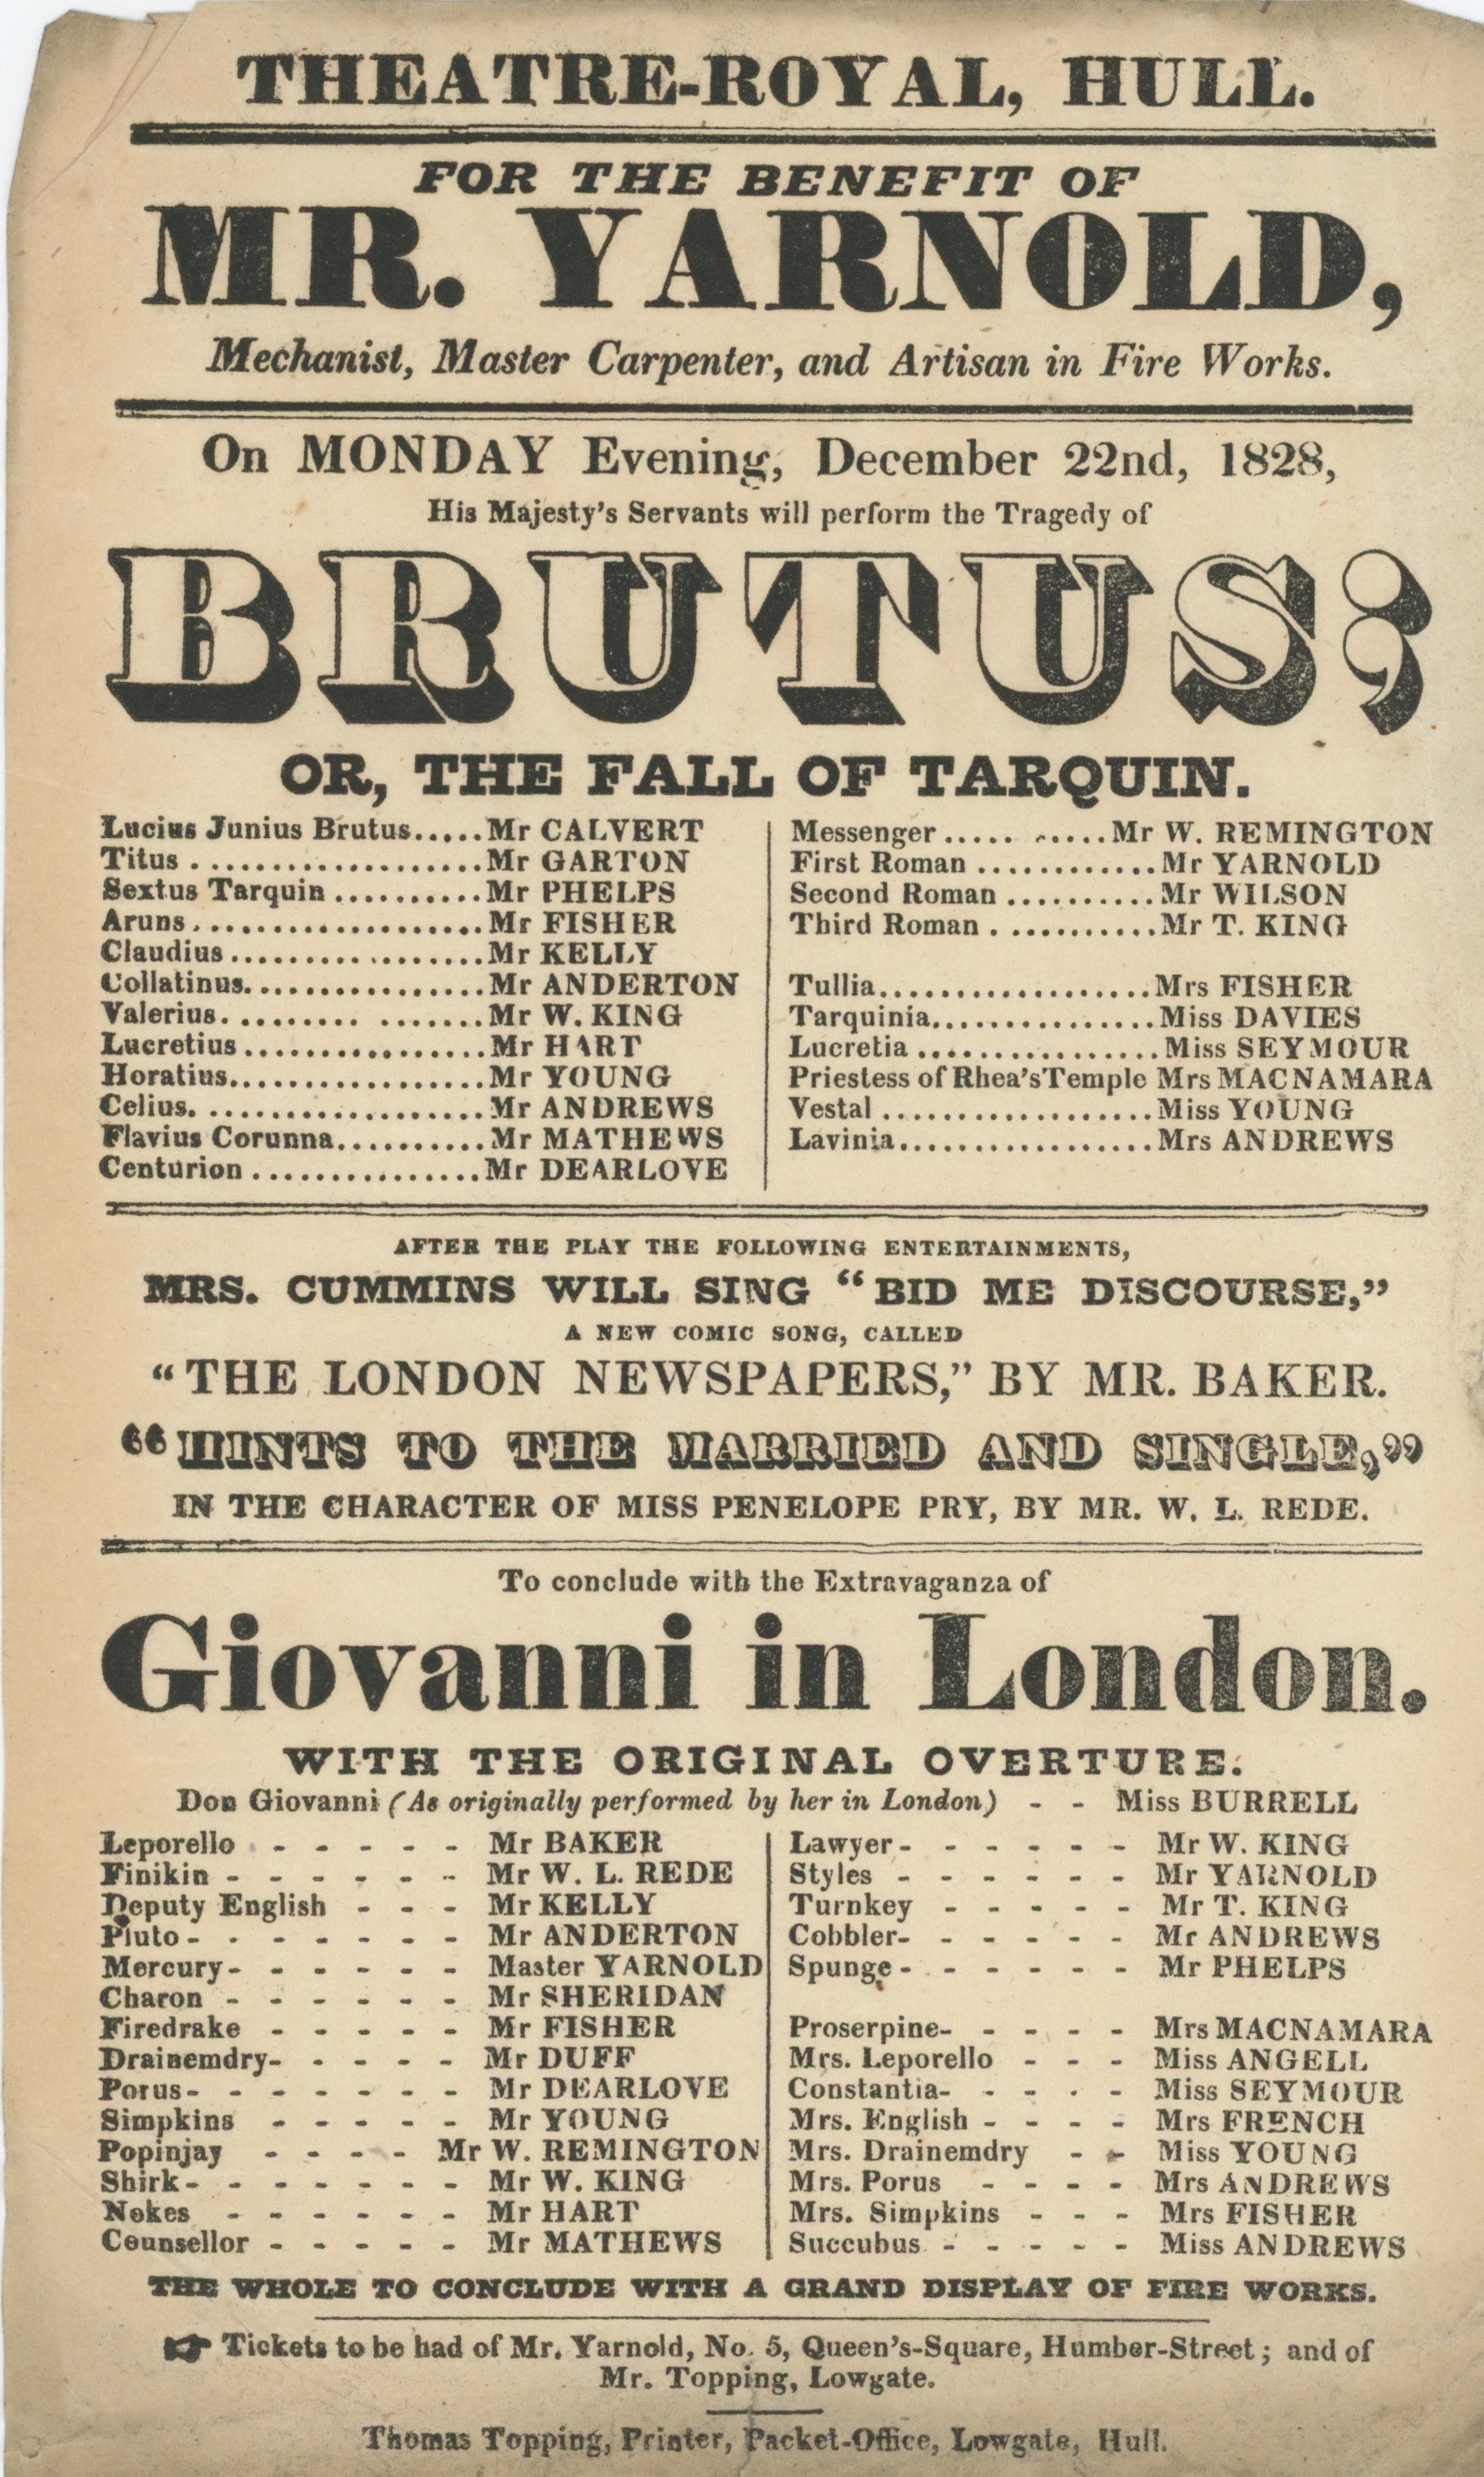 THEATRE-ROYAL, HULL.
FOR THE BENEFIT OF
MR. YARNOLD,
Mechanist, Master Carpenter, and Artisan in Fire Works.
On MONDAY Evening, December 22nd, 1828,
His Majesty's Servants will perform the Tragedy of
BRUTUS;
OR, THE FALL OF TARQUIN.
Lucius Junius Brutus.....Mr CALVERT
Titus ...................Mr GARTON
Sextus Tarquin ..........Mr PHELPS
Aruns....................Mr FISHER
Claudius.................Mr KELLY
Collatinus................Mr ANDERTON
Valerius.......... .......Mr W. KING
Lucretius................Mr HART
Horatius.................Mr YOUNG
Celius. ..................Mr ANDREWS
Flavius Corunna..........Mr MATHEWS
Centurion ...............Mr DEARLOVE
Messenger ..... .....Mr W. REMINGTON
First Roman ............Mr YARNOLD
Second Roman ..........Mr WILSON
Third Roman . ...........Mr T. KING
Tullia...................Mrs FISHER
Tarquinia...............Miss DAVIES
Lucretia ................Miss SEYMOUR
Priestess of Rhea's Temple Mrs MACNAMARA
Vestal ..................Miss YOUNG
Lavinia.................Mrs ANDREWS
AFTER THE PLAY THE FOLLOWING ENTERTAINMENTS,
MRS. CUMMINS WILL SING "BID ME DISCOURSE,"
A NEW COMIC SONG, CALLED
"THE LONDON NEWSPAPERS," BY MR. BAKER.
"HINTS TO THE MARRIED AND SINGLE,"
IN THE CHARACTER OF MISS PENELOPE PRY, BY MR. W. L. REDE.
To conclude with the Extravaganza of
Giovanni in London.
WITH THE ORIGINAL OVERTURE.
Don Giovanni (As originally performed by her in London) - - Miss BURRELL
Leporello - - - - - Mr BAKER
Finikin - - - - - - Mr W. L. REDE
Deputy English - - - Mr KELLY
Pluto - - - - - - - Mr ANDERTON
Mercury - - - - - - Master YARNOLD
Charon - - - - - - Mr SHERIDAN
Firedrake - - - - - Mr FISHER
Drainemdry - - - - - Mr DUFF
Porus - - - - - - - Mr DEARLOVE
Simpkins - - - - - Mr YOUNG
Popinjay - - - - Mr W. REMINGTON
Shirk - - - - - - - Mr W. KING
Nokes - - - - - - Mr HART
Counsellor - - - - - Mr MATHEWS
Lawyer - - - - - - Mr W. KING
Styles - - - - - - Mr YARNOLD
Turnkey - - - - - Mr T. KING
Cobbler - - - - - - Mr ANDREWS
Spunge - - - - - - Mr PHELPS
Proserpine - - - - - Mrs MACNAMARA
Mrs. Leporello - - - Miss ANGELL
Constantia - - - - - Miss SEYMOUR
Mrs. English - - - - Mrs FRENCH
Mrs. Drainemdry - - Miss YOUNG
Mrs. Porus - - - - Mrs ANDREWS
Mrs. Simpkins - - - Mrs FISHER
Succubus - - - - - Miss ANDREWS
THE WHOLE TO CONCLUDE WITH A GRAND DISPLAY OF FIRE WORKS.
☛ Tickets to be had of Mr. Yarnold, No. 5, Queen's-Square, Humber-Street; and of
Mr. Topping, Lowgate.
Thomas Topping, Printer, Packet-Office, Lowgate, Hull.